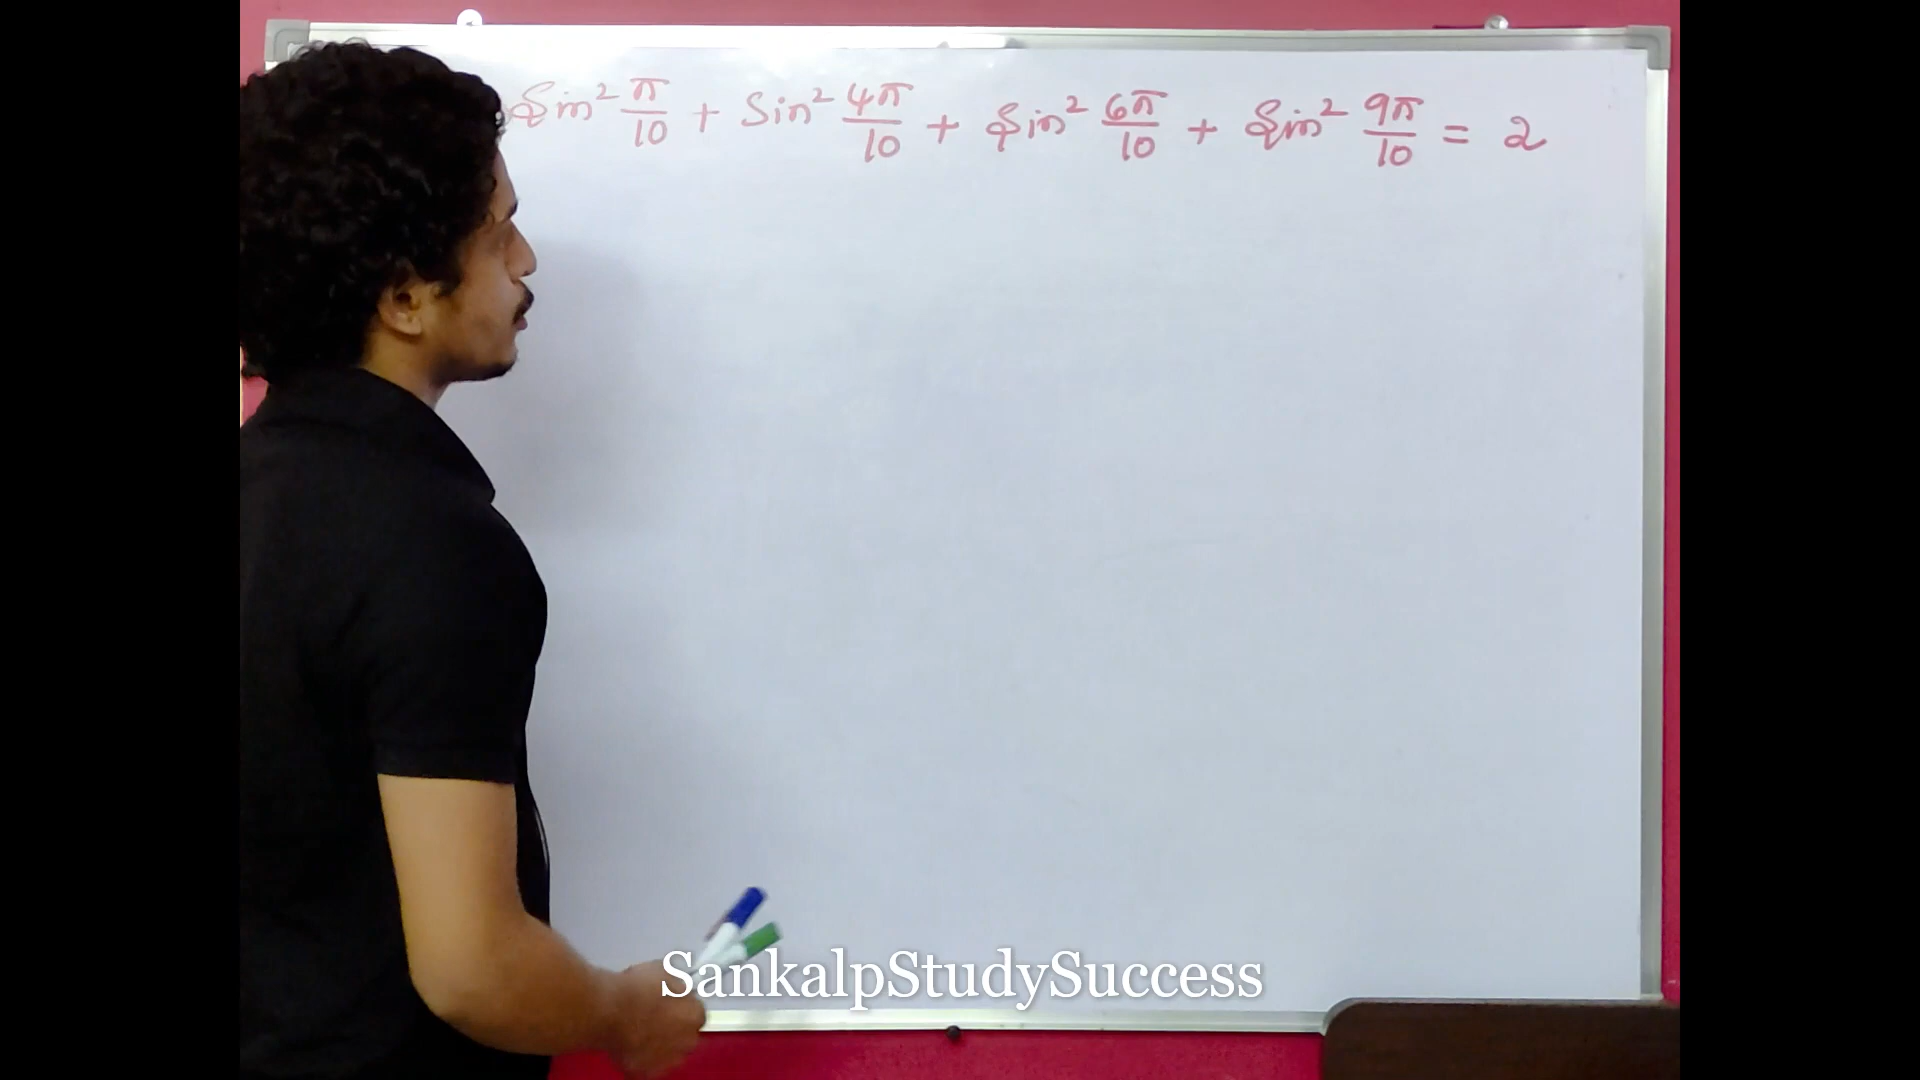 Sin² π/10 + Sin² 4π/10 + Sin² 6π/10 + Sin² 9π/10 = 2
SankalpStudySuccess